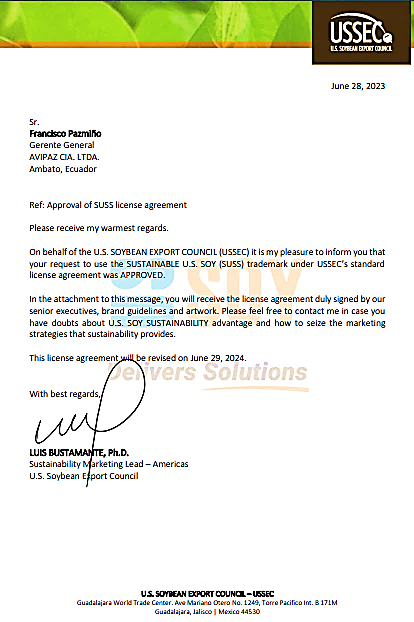 USSEC
U.S. SOYBEAN EXPORT COUNCIL
June 28, 2023
Sr.
Francisco Pazmiño
Gerente General
AVIPAZ CIA. LTDA.
Ambato, Ecuador
Ref: Approval of SUSS license agreement
Please receive my warmest regards.
On behalf of the U.S. SOYBEAN EXPORT COUNCIL (USSEC) it is my pleasure to inform you that
your request to use the SUSTAINABLE U.S. SOY (SUSS) trademark under USSEC's standard
license agreement was APPROVED.
In the attachment to this message, you will receive the license agreement duly signed by our
senior executives, brand guidelines and artwork. Please feel free to contact me in case you
have doubts about U.S. SOY SUSTAINABILITY advantage and how to seize the marketing
strategies that sustainability provides.
This license agreement will be revised on June 29, 2024.
Delivers Solutions
With best regards,
LUIS BUSTAMANTE, Ph.D.
Sustainability Marketing Lead – Americas
U.S. Soybean Export Council
U.S. SOYBEAN EXPORT COUNCIL – USSEC
Guadalajara World Trade Center. Ave Mariano Otero No. 1249, Torre Pacifico Int. B 171M
Guadalajara, Jalisco | Mexico 44530